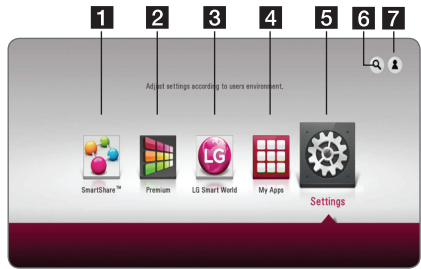 1 2 3 4 5 6 7
Adjust settings according to users environment.
LG
SmartShare™ Premium LG Smart World My Apps Settings